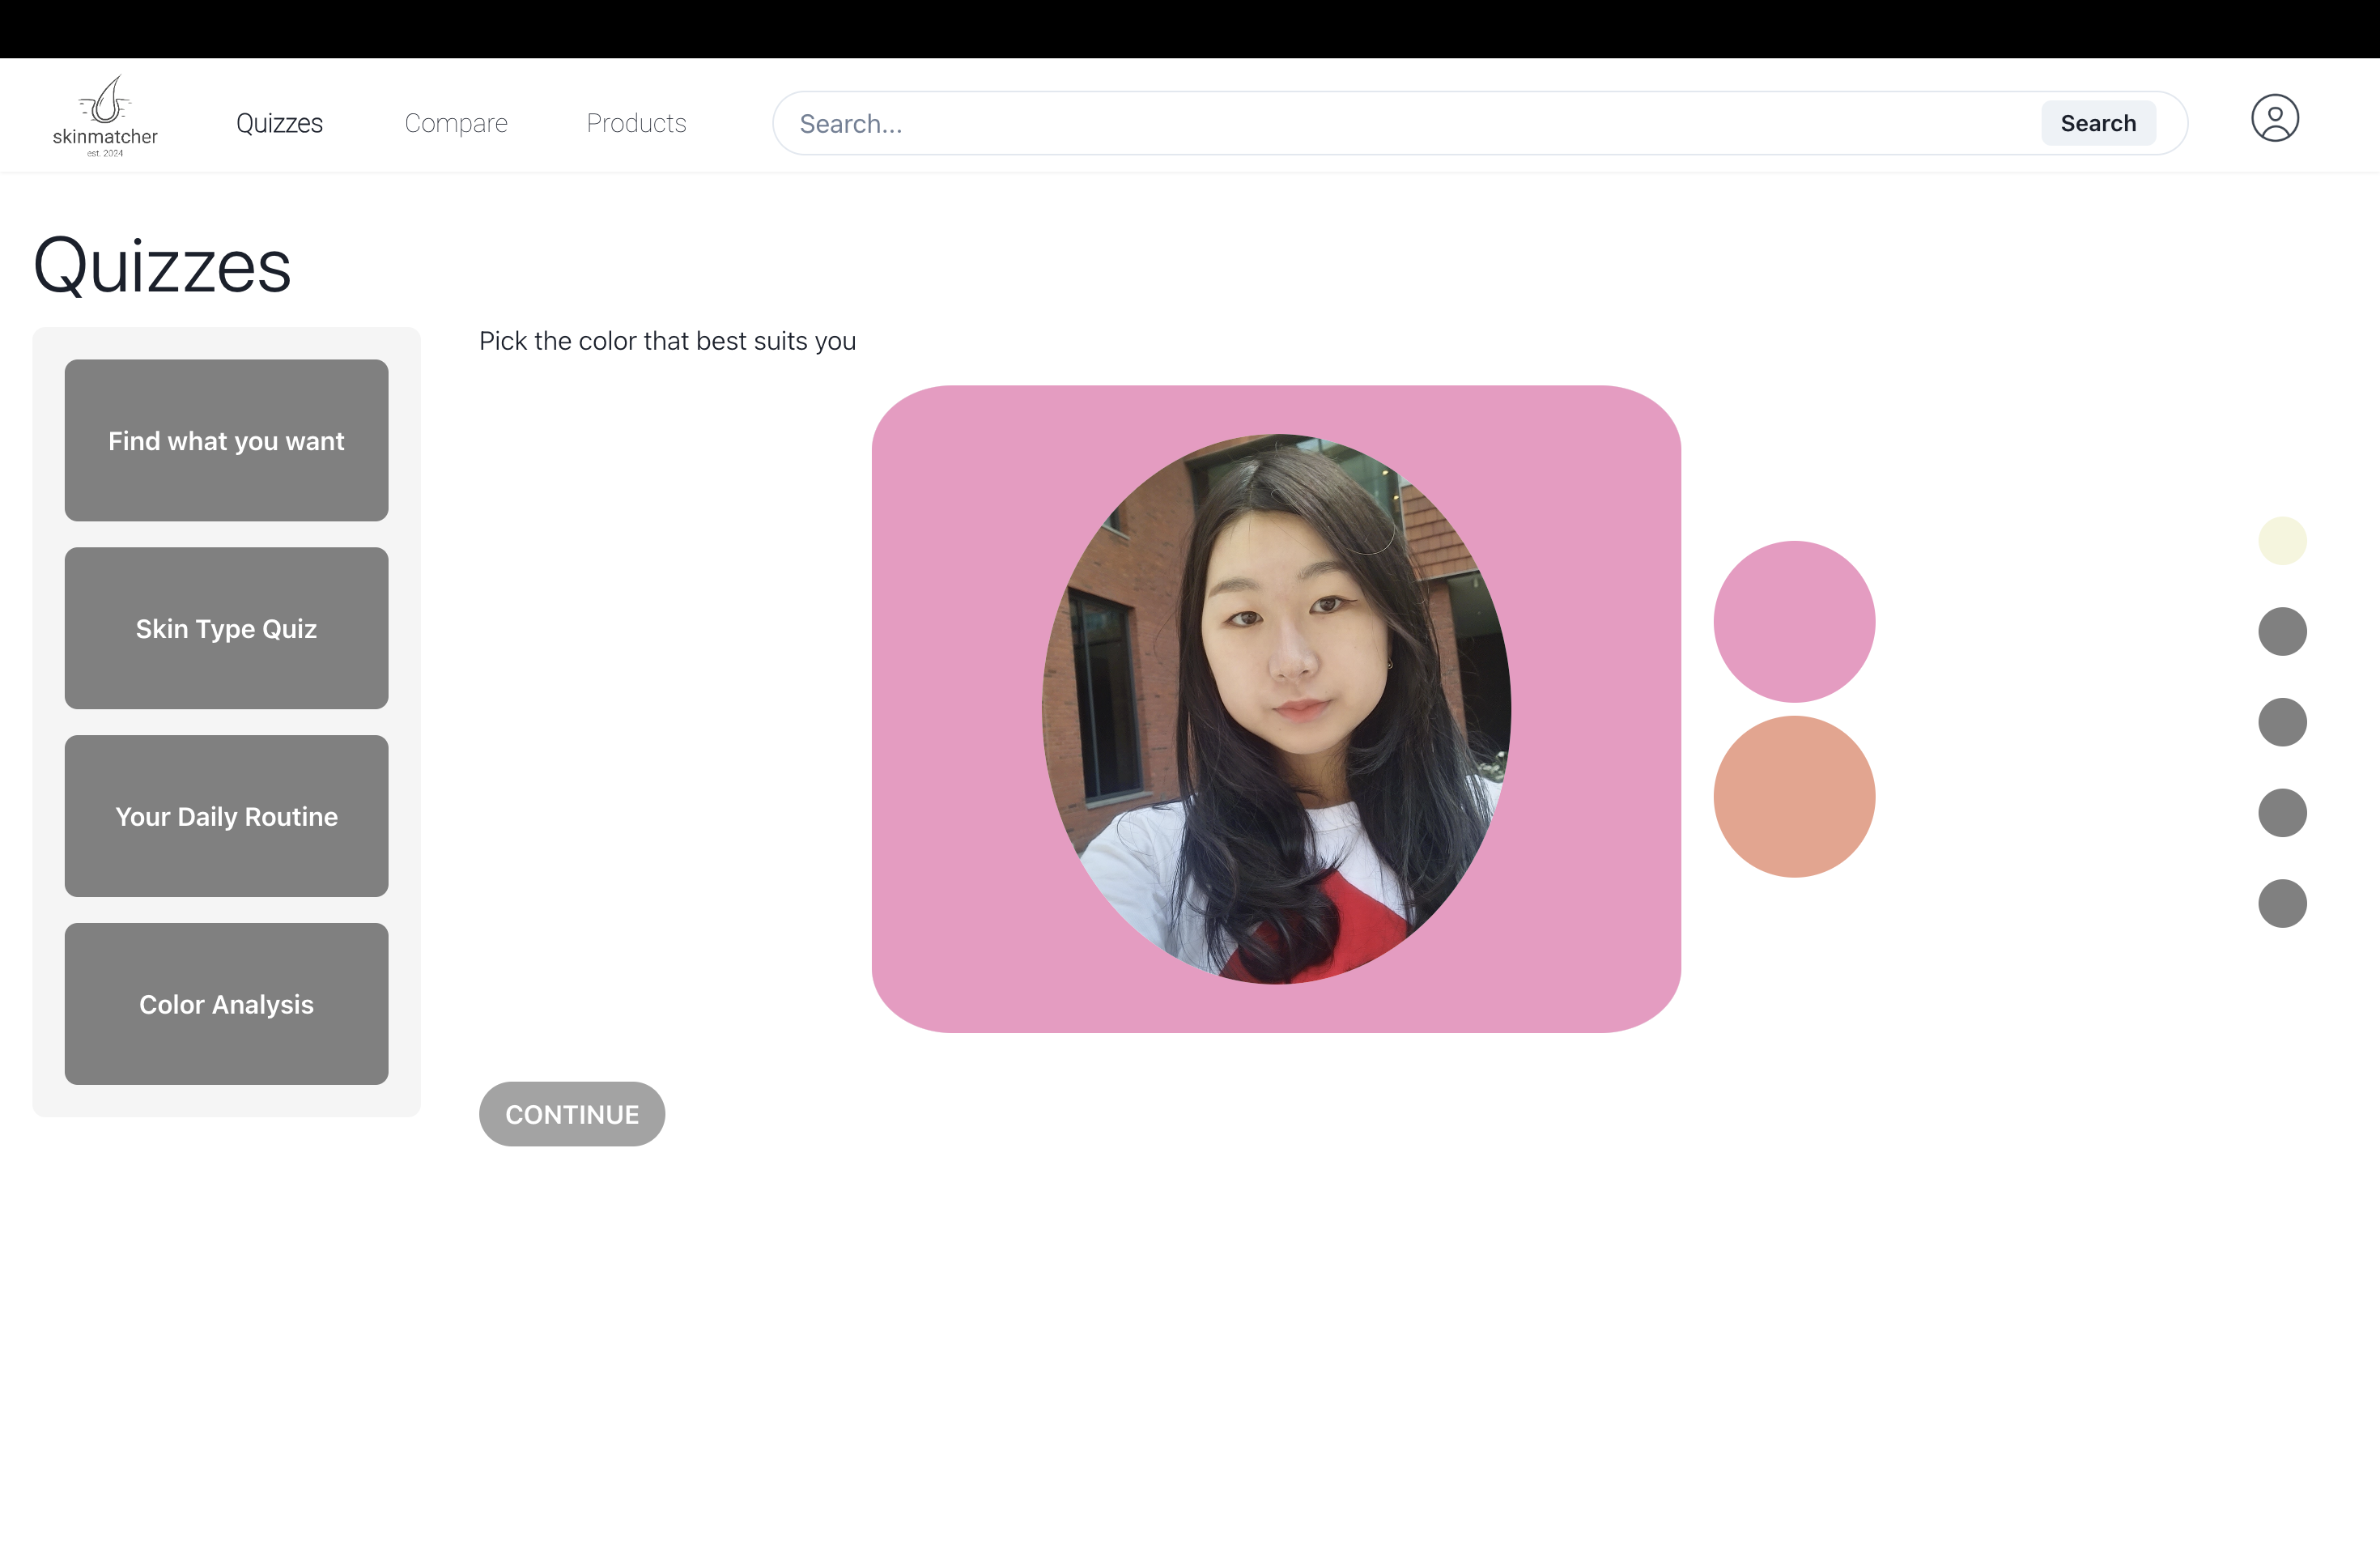 skinmatcher
est. 2024
Quizzes
Compare
Products
Search...
Search
Quizzes
Find what you want
Skin Type Quiz
Your Daily Routine
Color Analysis
Pick the color that best suits you
CONTINUE